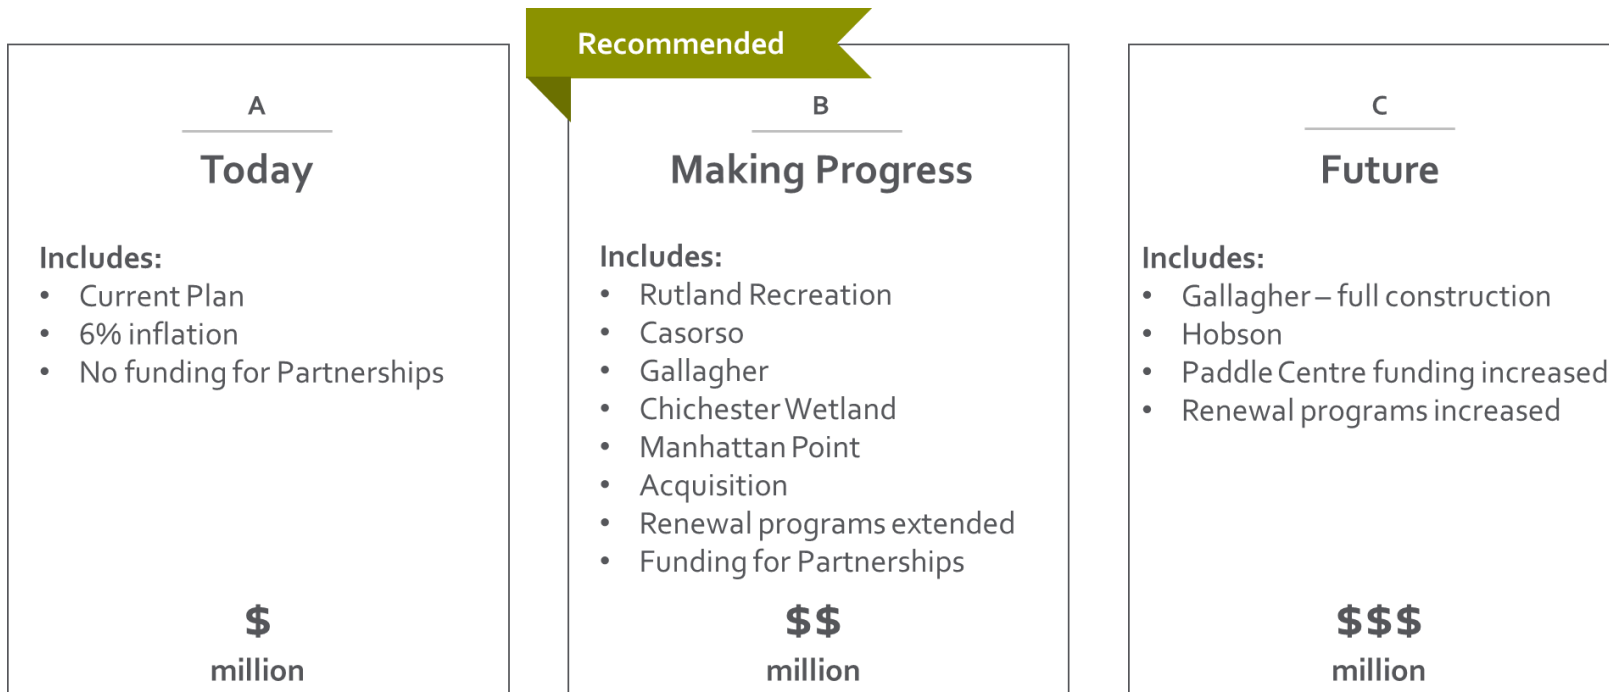 Recommended
A
Today
Includes:
• Current Plan
• 6% inflation
• No funding for Partnerships
$
million
B
Making Progress
Includes:
• Rutland Recreation
• Casorso
• Gallagher
• Chichester Wetland
• Manhattan Point
• Acquisition
• Renewal programs extended
• Funding for Partnerships
$$
million
C
Future
Includes:
• Gallagher – full construction
• Hobson
• Paddle Centre funding increased
• Renewal programs increased
$$$
million